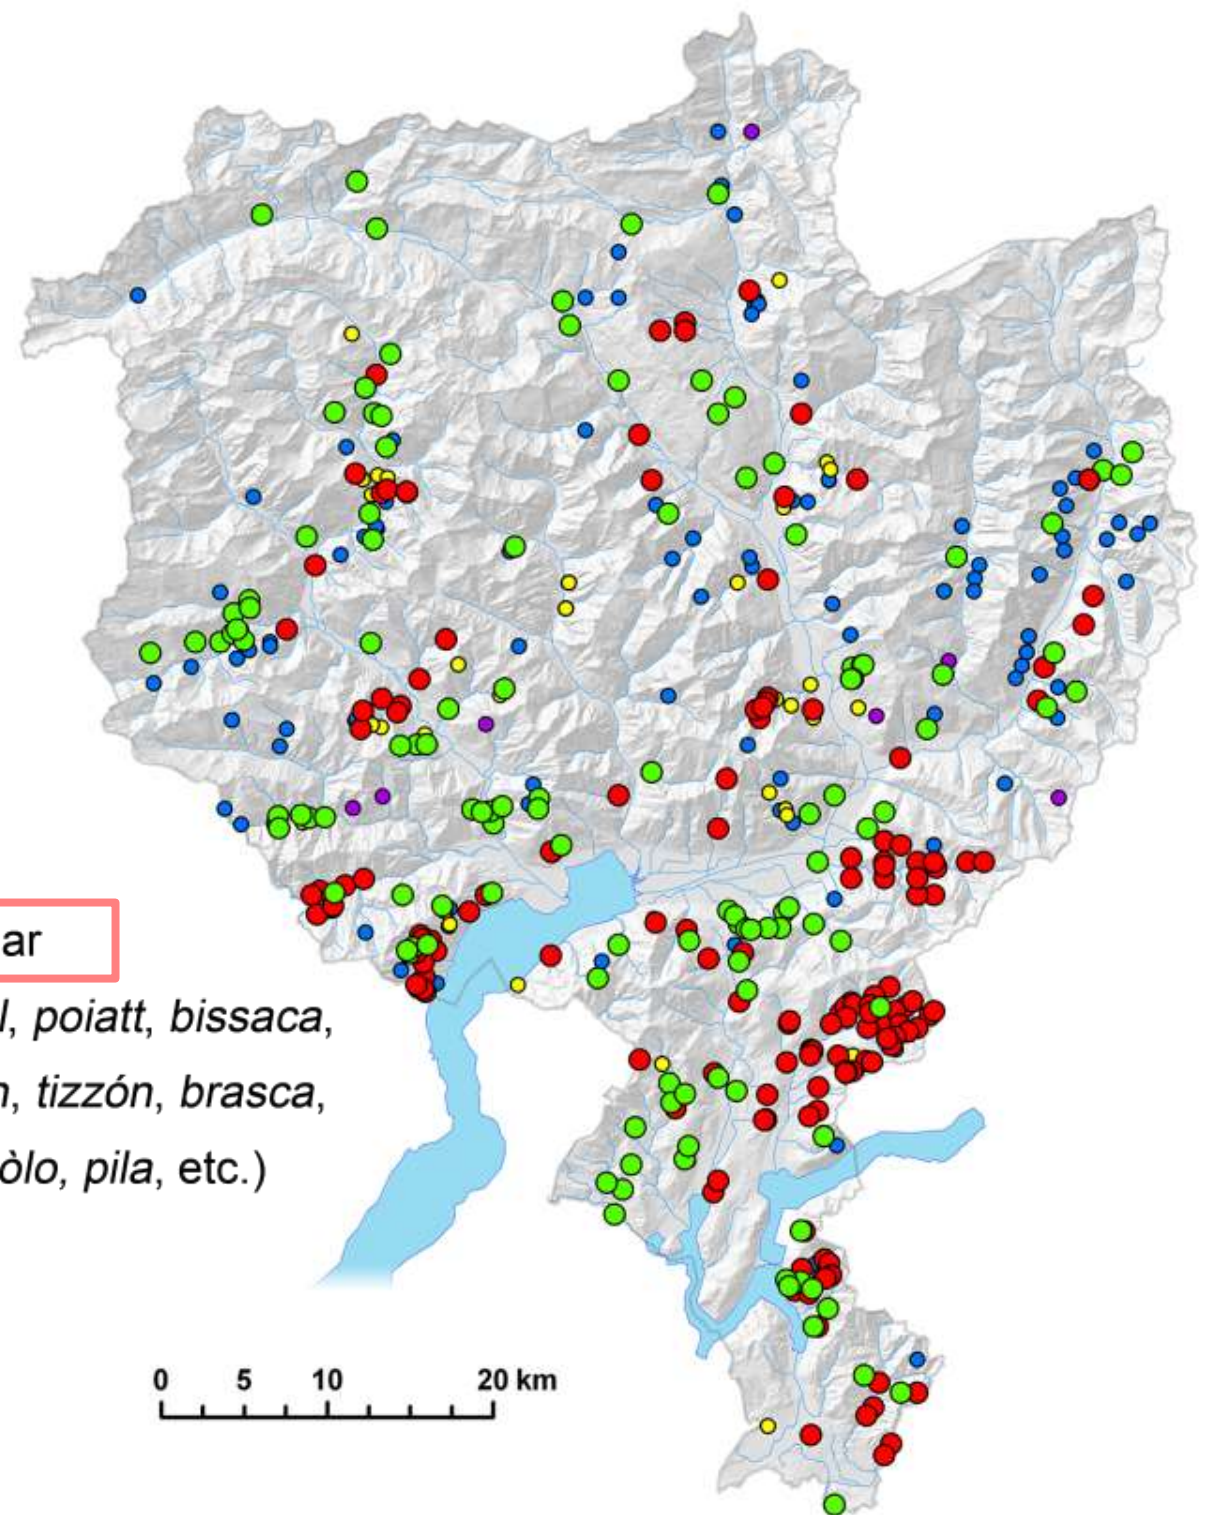 ar
l, poiatt, bissaca,
n, tizzón, brasca,
òlo, pila, etc.)
0 5 10 20 km